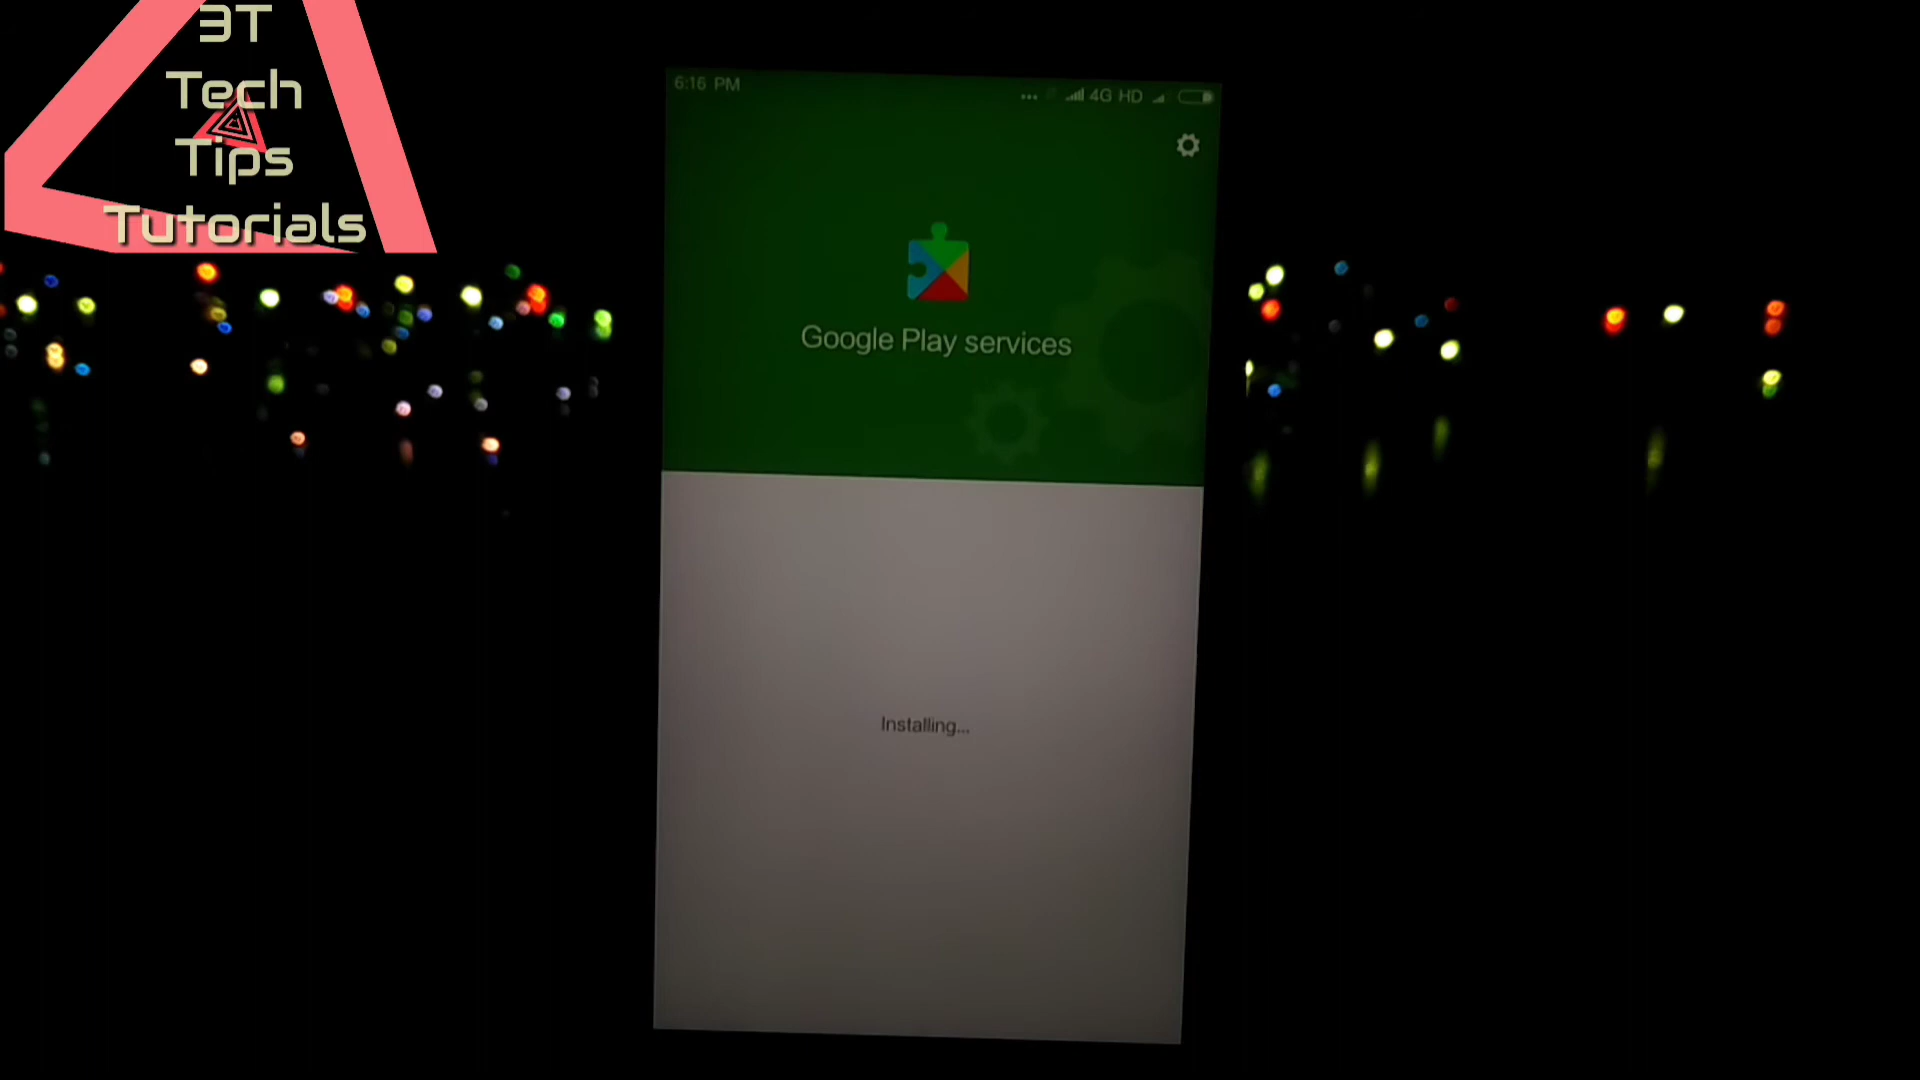 3T
Tech
Tips
Tutorials
6:16 PM
... 4G HD
Google Play services
Installing...